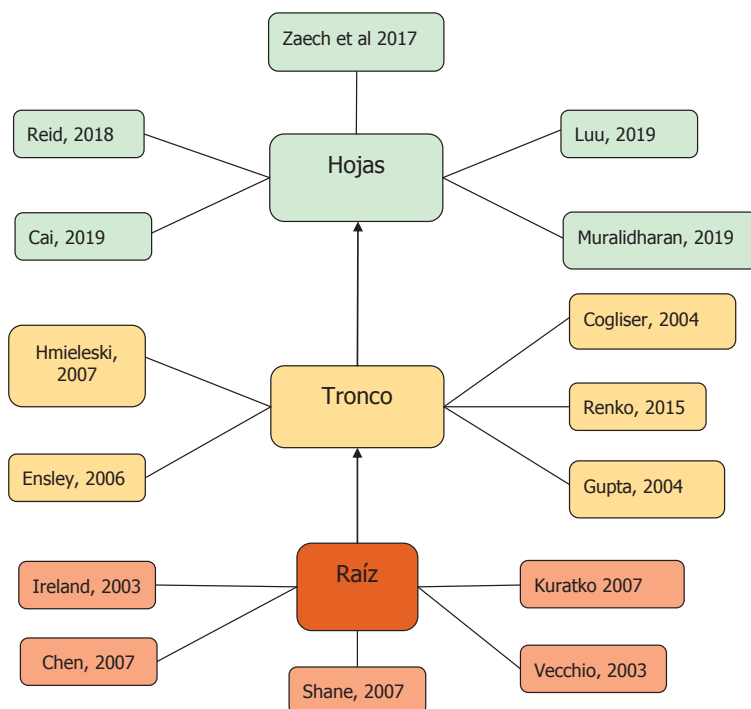 Zaech et al 2017
Reid, 2018
Luu, 2019
Hojas
Cai, 2019
Muralidharan, 2019
Cogliser, 2004
Hmieleski,
2007
Tronco
Renko, 2015
Ensley, 2006
Gupta, 2004
Raíz
Ireland, 2003
Kuratko 2007
Chen, 2007
Vecchio, 2003
Shane, 2007